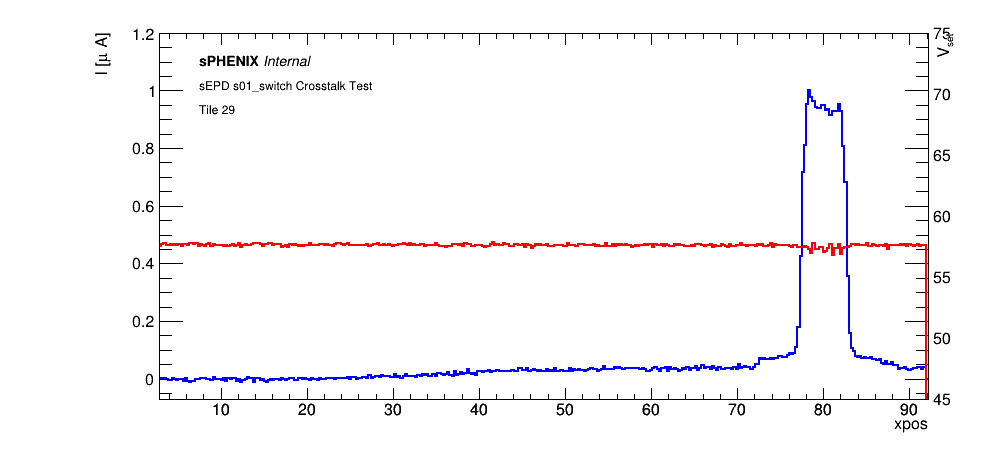 I [μ A]
1.2
1
0.8
0.6
0.4
0.2
0
sPHENIX Internal
sEPD s01_switch Crosstalk Test
Tile 29
75
V_set
70
65
60
55
50
45
10 20 30 40 50 60 70 80 90
xpos